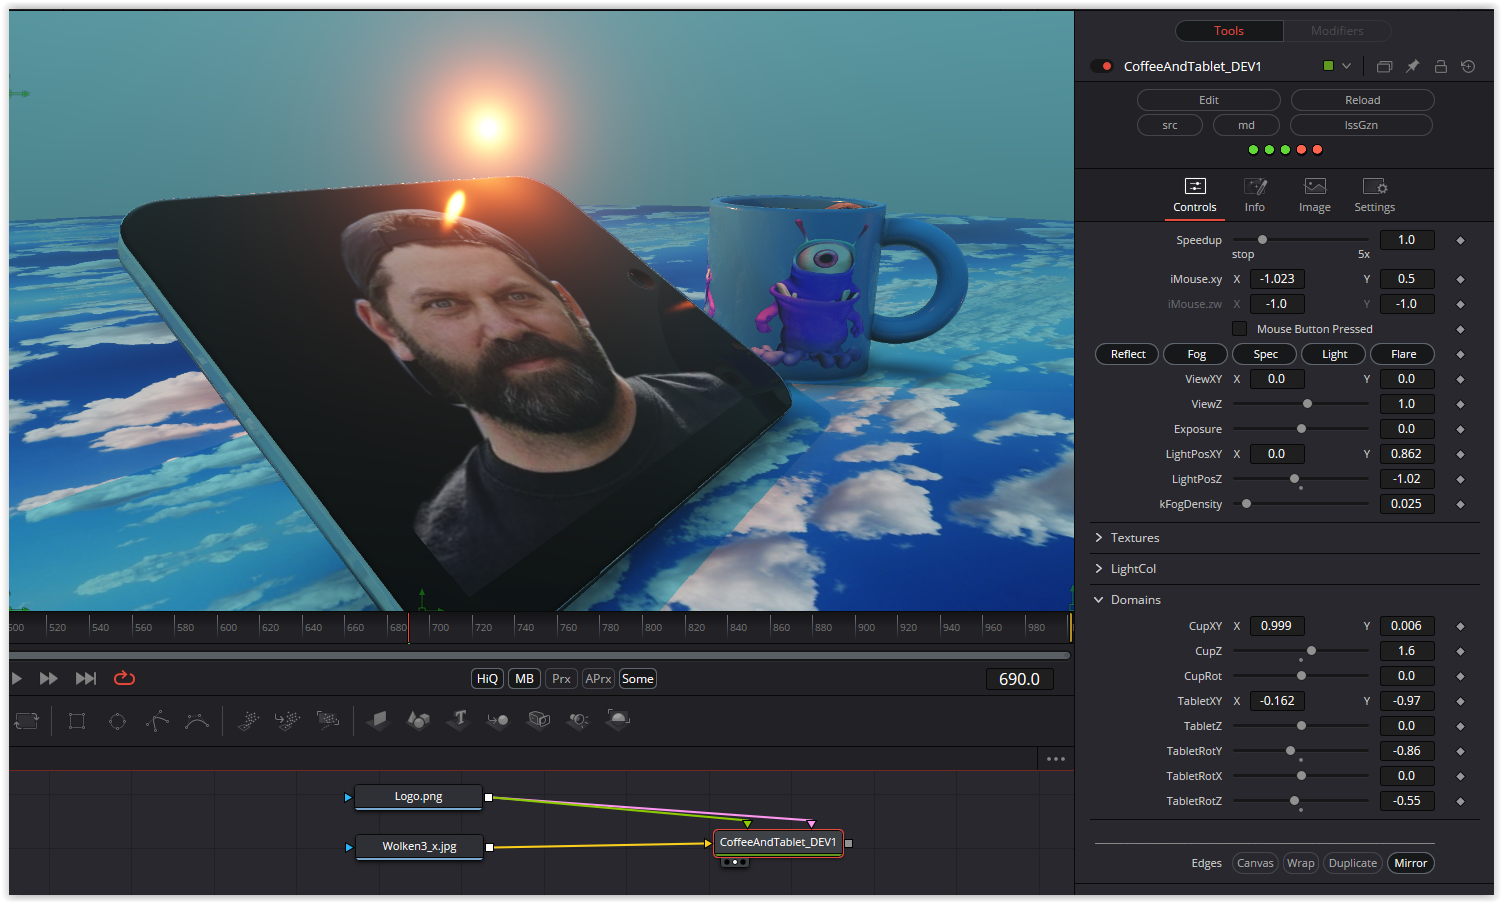 Tools Modifiers
CoffeeAndTablet_DEV1
Edit Reload
src md IssGzn
Controls Info Image Settings
Speedup 1.0
stop 5x
iMouse.xy X -1.023 Y 0.5
iMouse.zw X -1.0 Y -1.0
Mouse Button Pressed
Reflect Fog Spec Light Flare
ViewXY X 0.0 Y 0.0
ViewZ 1.0
Exposure 0.0
LightPosXY X 0.0 Y 0.862
LightPosZ -1.02
kFogDensity 0.025
Textures
LightCol
Domains
CupXY X 0.999 Y 0.006
CupZ 1.6
CupRot 0.0
TabletXY X -0.162 Y -0.97
TabletZ 0.0
TabletRotY -0.86
TabletRotX 0.0
TabletRotZ -0.55
Edges Canvas Wrap Duplicate Mirror
520 540 560 580 600 620 640 660 680 700 720 740 760 780 800 820 840 860 880 900 920 940 960 980
HiQ MB Prx APrx Some 690.0
T
Logo.png
Wolken3_x.jpg
CoffeeAndTablet_DEV1